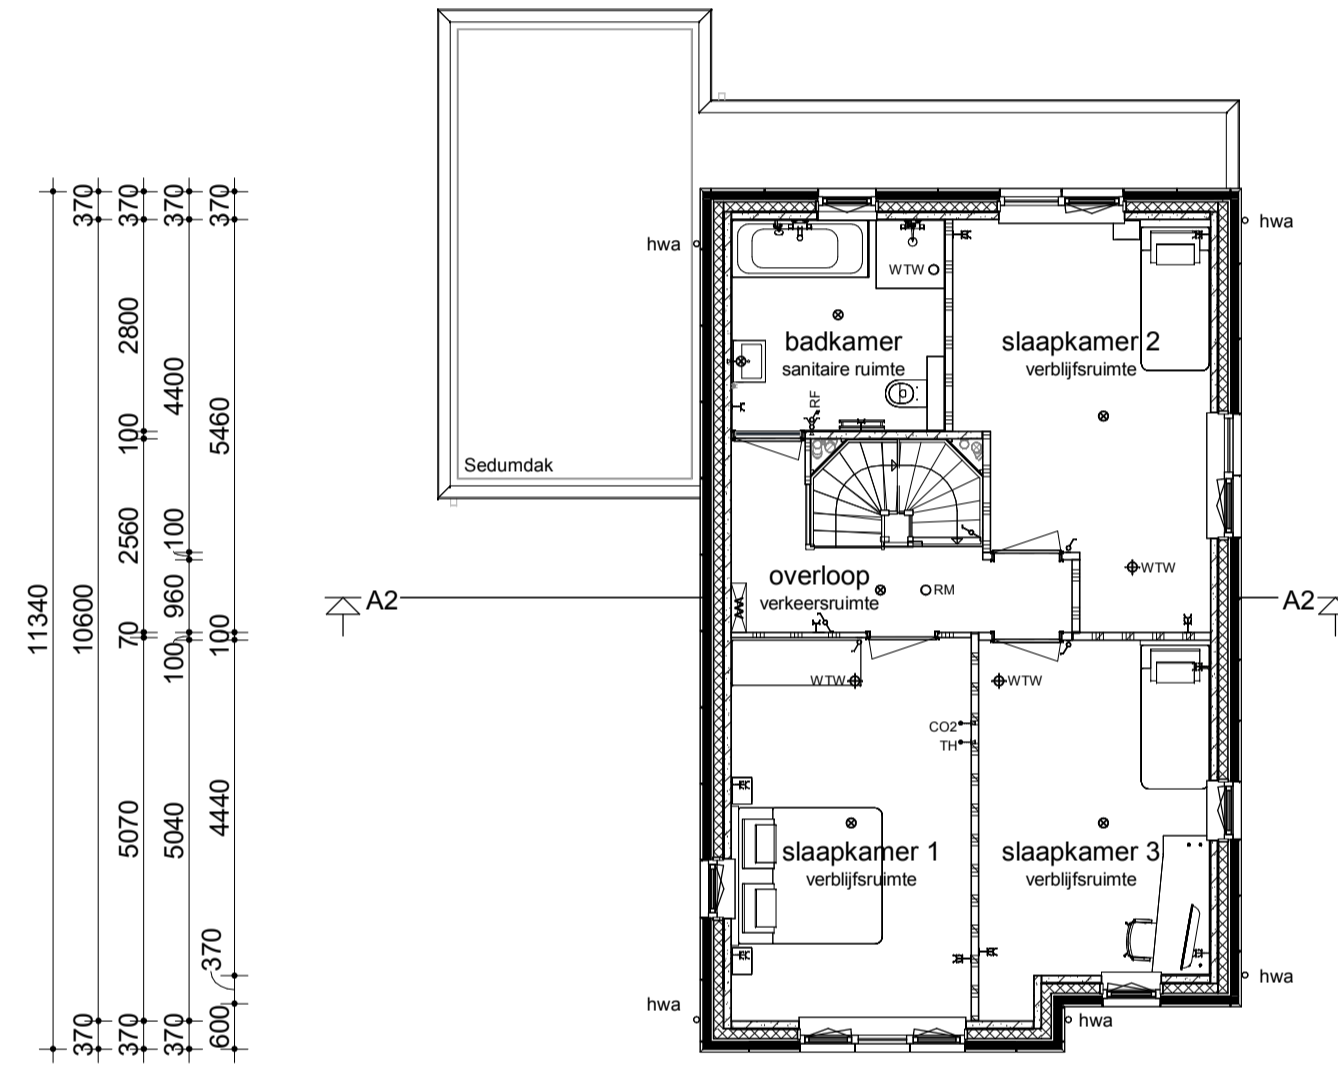 370
370
370
370
hwa
hwa
WTW
2800
badkamer
slaapkamer 2
sanitaire ruimte
verblijfsruimte
4400
RF
100
5460
Sedumdak
2560
100
WTW
overloop
RM
verkeersruimte
A2
A2
11340
10600
960
70
100
100
WTW
WTW
CO2
TH
5070
5040
4440
slaapkamer 1
slaapkamer 3
verblijfsruimte
verblijfsruimte
370
hwa
hwa
hwa
370
370
370
600